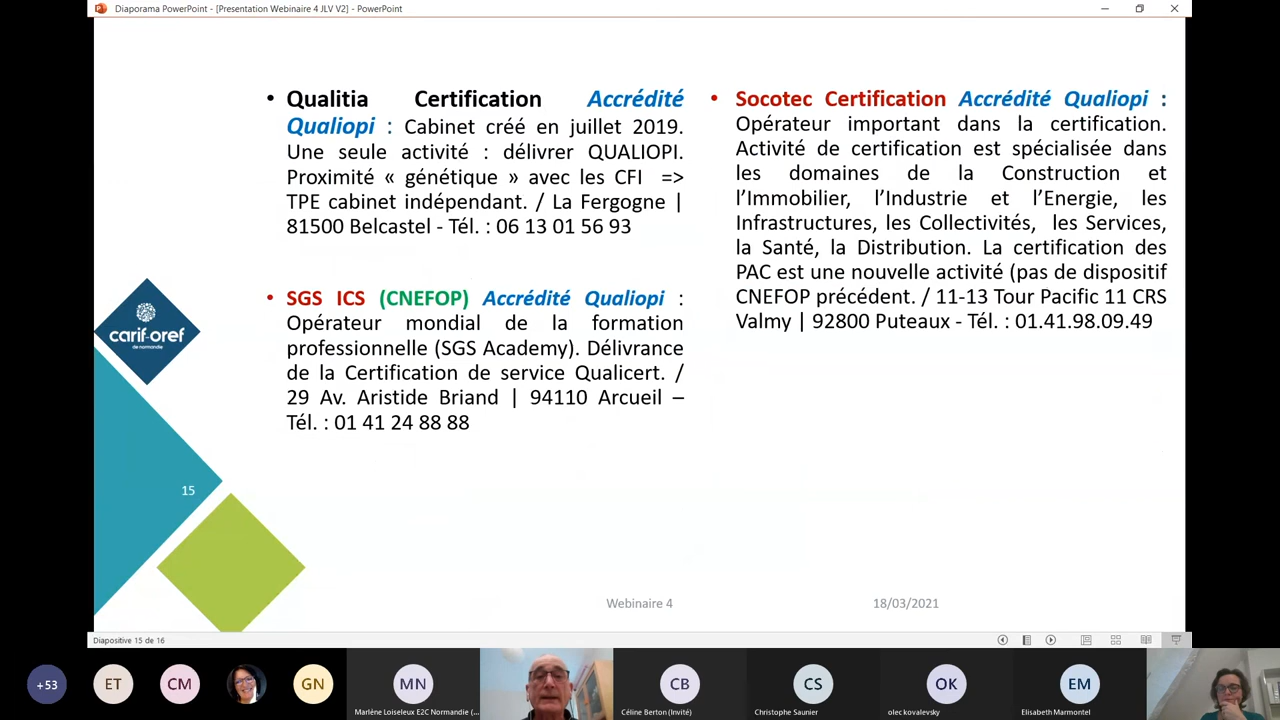 Diaporama PowerPoint - [Presentation Webinaire 4 JLV V2] - PowerPoint
• Qualitia Certification Accrédité
Qualiopi : Cabinet créé en juillet 2019.
Une seule activité : délivrer QUALIOPI.
Proximité « génétique » avec les CFI =>
TPE cabinet indépendant. / La Fergogne |
81500 Belcastel - Tél. : 06 13 01 56 93
• SGS ICS (CNEFOP) Accrédité Qualiopi :
Opérateur mondial de la formation
professionnelle (SGS Academy). Délivrance
de la Certification de service Qualicert. /
29 Av. Aristide Briand | 94110 Arcueil –
Tél. : 01 41 24 88 88
• Socotec Certification Accrédité Qualiopi :
Opérateur important dans la certification.
Activité de certification est spécialisée dans
les domaines de la Construction et
l’Immobilier, l’Industrie et l’Energie, les
Infrastructures, les Collectivités, les Services,
la Santé, la Distribution. La certification des
PAC est une nouvelle activité (pas de dispositif
CNEFOP précédent. / 11-13 Tour Pacific 11 CRS
Valmy | 92800 Puteaux - Tél. : 01.41.98.09.49
carif-oref
de normandie
15
Webinaire 4
18/03/2021
Diapositive 15 de 16
+53
ET
CM
GN
MN
CB
CS
OK
EM
Marlène Loiseleux E2C Normandie (...
Céline Berton (Invité)
Christophe Saunier
olec kovalevsky
Elisabeth Marmontel